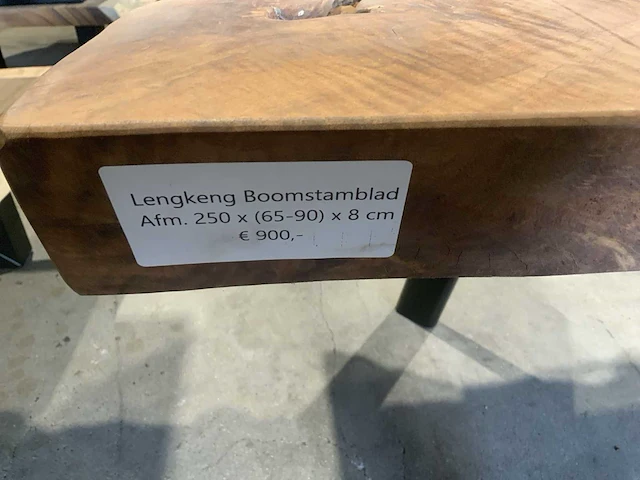 Lengkeng Boomstamblad
Afm. 250 x (65-90) x 8 cm
€ 900,-